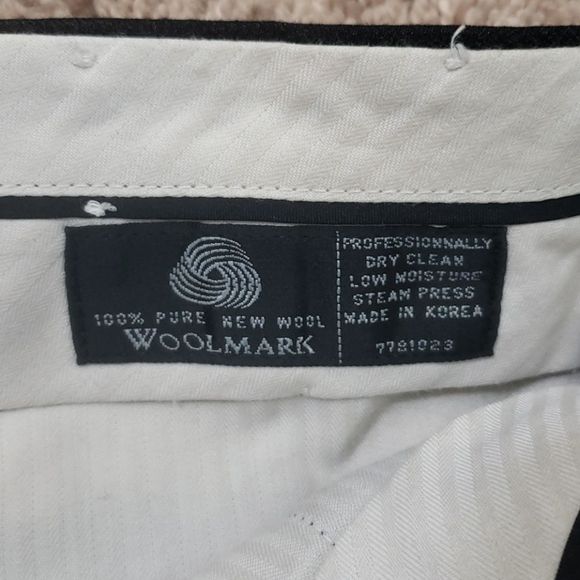 100% PURE NEW WOOL
WOOLMARK
PROFESSIONNALLY
DRY CLEAN
LOW MOISTURE
STEAM PRESS
MADE IN KOREA
7781023